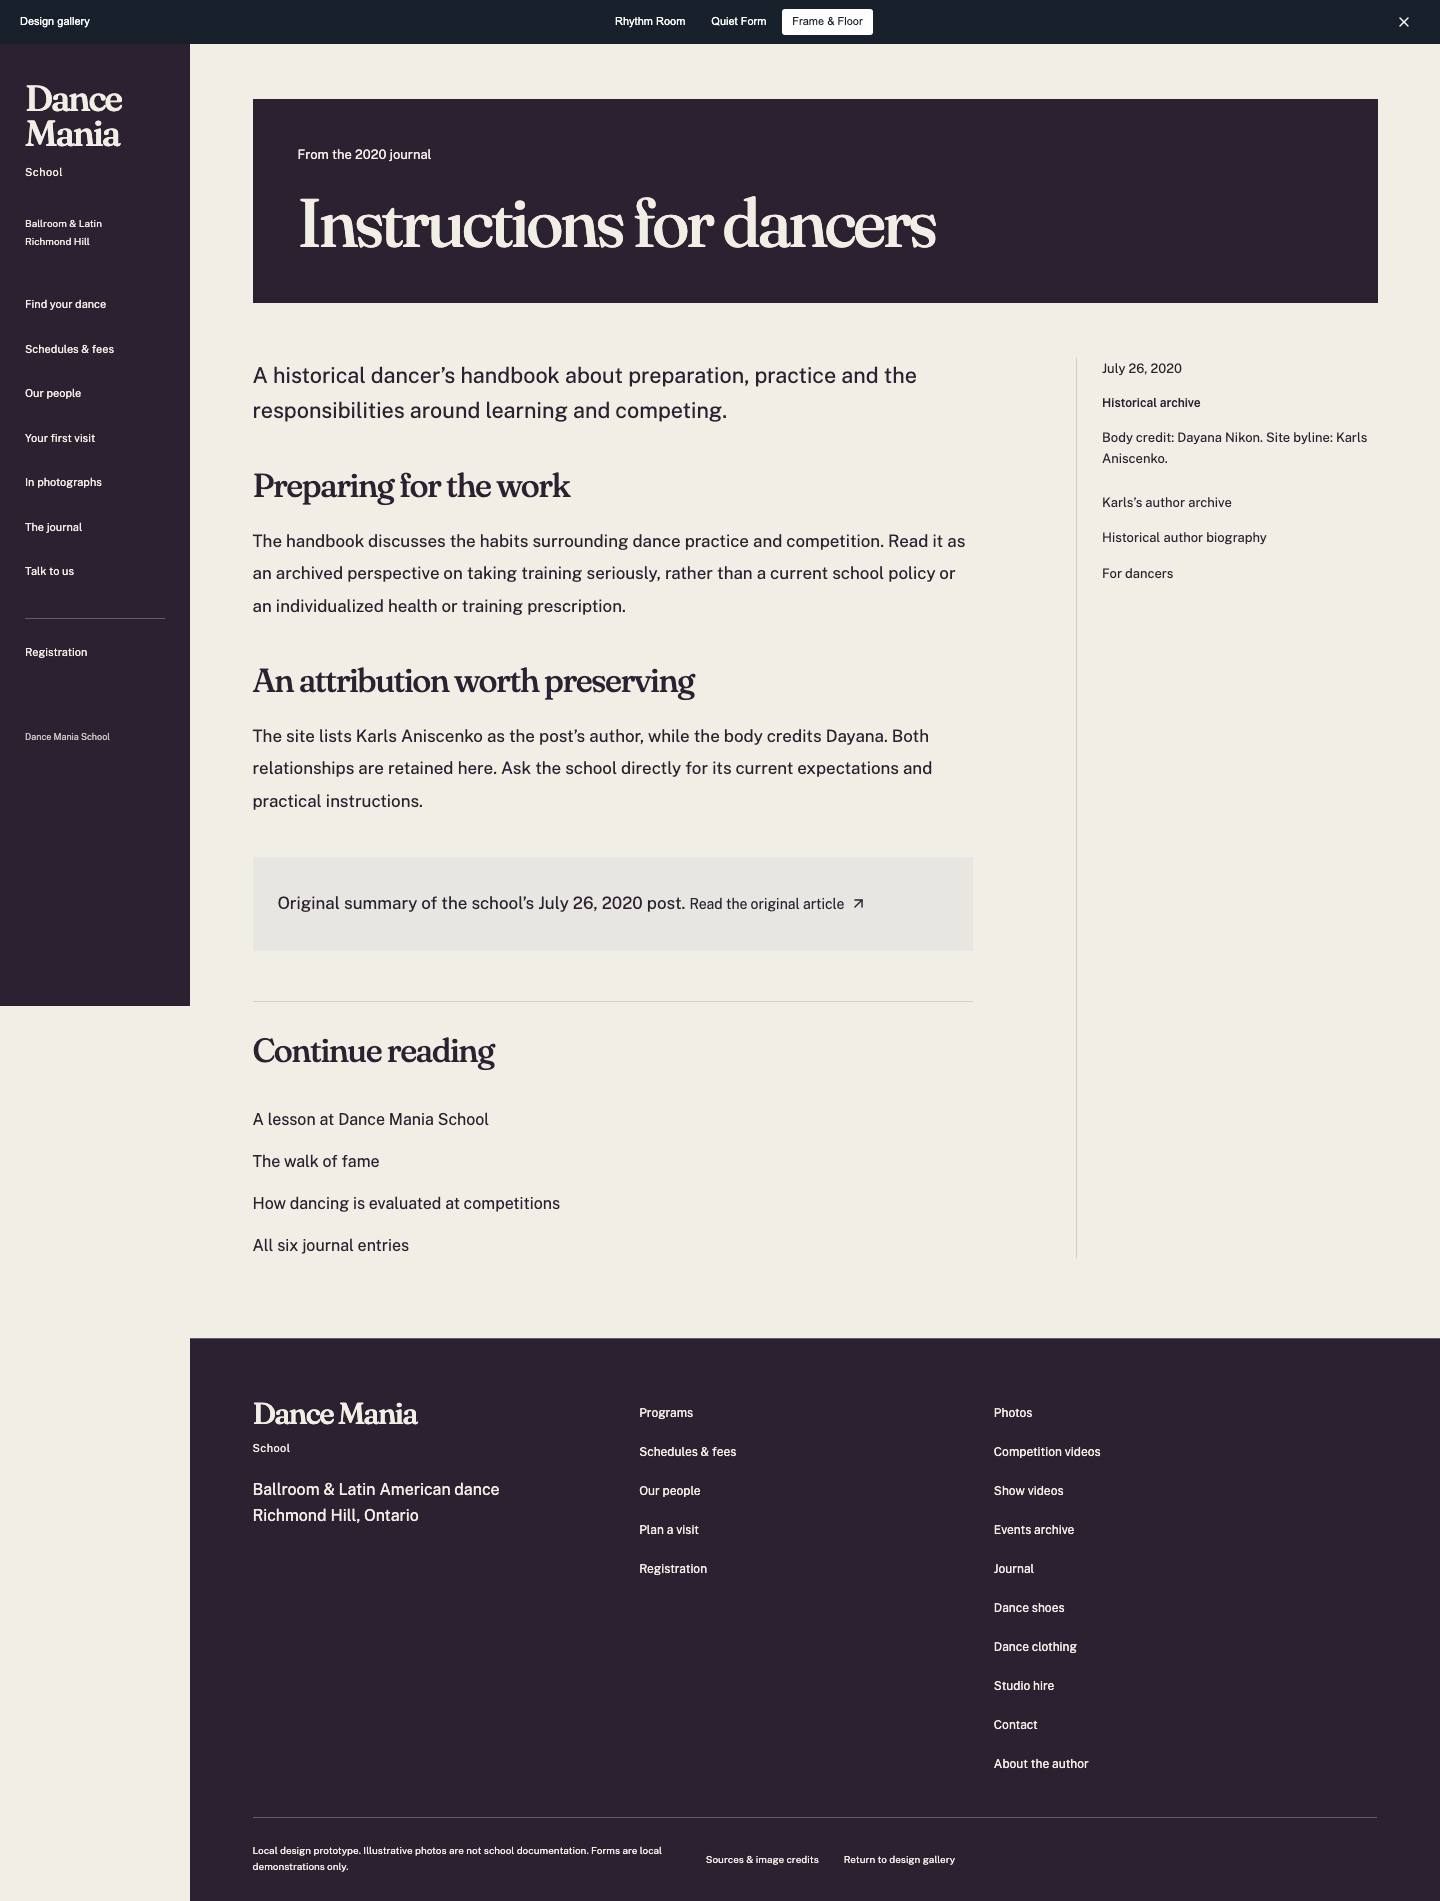 Design gallery
Rhythm Room
Quiet Form
Frame & Floor
Dance
Mania
School
Ballroom & Latin
Richmond Hill
Find your dance
Schedules & fees
Our people
Your first visit
In photographs
The journal
Talk to us
Registration
Dance Mania School
From the 2020 journal
Instructions for dancers
A historical dancer’s handbook about preparation, practice and the
responsibilities around learning and competing.
Preparing for the work
The handbook discusses the habits surrounding dance practice and competition. Read it as
an archived perspective on taking training seriously, rather than a current school policy or
an individualized health or training prescription.
An attribution worth preserving
The site lists Karls Aniscenko as the post’s author, while the body credits Dayana. Both
relationships are retained here. Ask the school directly for its current expectations and
practical instructions.
Original summary of the school’s July 26, 2020 post. Read the original article
Continue reading
A lesson at Dance Mania School
The walk of fame
How dancing is evaluated at competitions
All six journal entries
July 26, 2020
Historical archive
Body credit: Dayana Nikon. Site byline: Karls
Aniscenko.
Karls’s author archive
Historical author biography
For dancers
Dance Mania
School
Ballroom & Latin American dance
Richmond Hill, Ontario
Programs
Schedules & fees
Our people
Plan a visit
Registration
Photos
Competition videos
Show videos
Events archive
Journal
Dance shoes
Dance clothing
Studio hire
Contact
About the author
Local design prototype. Illustrative photos are not school documentation. Forms are local
demonstrations only.
Sources & image credits
Return to design gallery